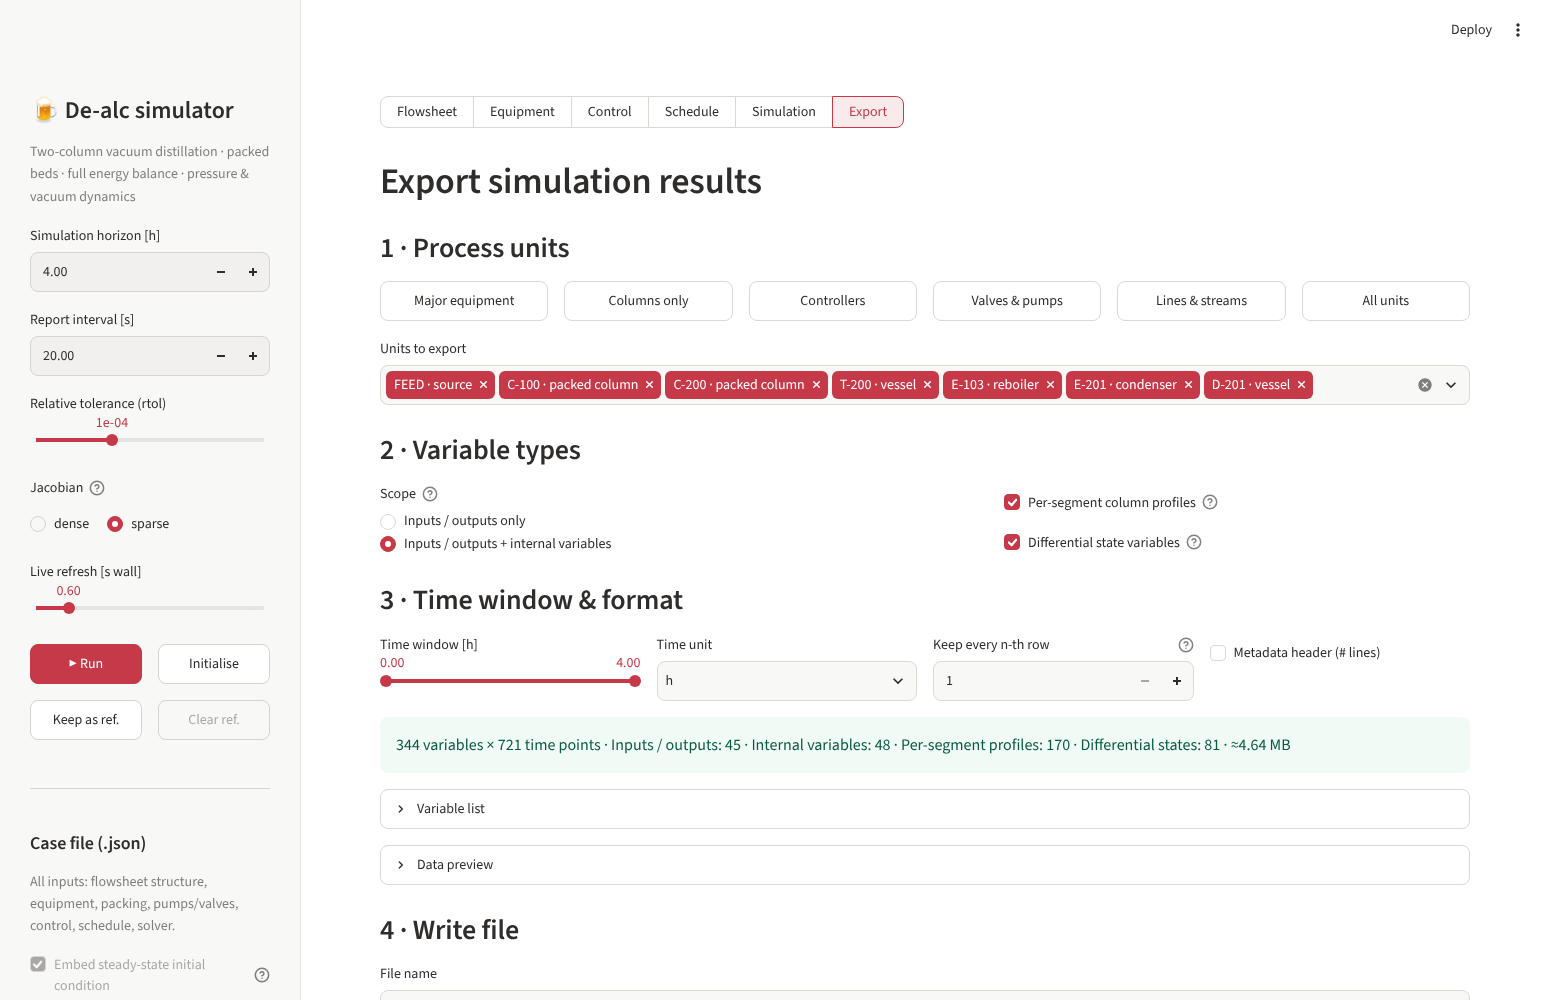 Deploy
🍺 De-alc simulator
Two-column vacuum distillation · packed
beds · full energy balance · pressure &
vacuum dynamics
Simulation horizon [h]
4.00
Report interval [s]
20.00
Relative tolerance (rtol)
1e-04
Jacobian
dense sparse
Live refresh [s wall]
0.60
Run Initialise
Keep as ref. Clear ref.
Case file (.json)
All inputs: flowsheet structure,
equipment, packing, pumps/valves,
control, schedule, solver.
Embed steady-state initial
condition
Flowsheet Equipment Control Schedule Simulation Export
Export simulation results
1 · Process units
Major equipment Columns only Controllers Valves & pumps Lines & streams All units
Units to export
FEED · source C-100 · packed column C-200 · packed column T-200 · vessel E-103 · reboiler E-201 · condenser D-201 · vessel
2 · Variable types
Scope
Inputs / outputs only
Inputs / outputs + internal variables
Per-segment column profiles
Differential state variables
3 · Time window & format
Time window [h]
0.00 4.00
Time unit
h
Keep every n-th row
1
Metadata header (# lines)
344 variables × 721 time points · Inputs / outputs: 45 · Internal variables: 48 · Per-segment profiles: 170 · Differential states: 81 · ≈4.64 MB
Variable list
Data preview
4 · Write file
File name